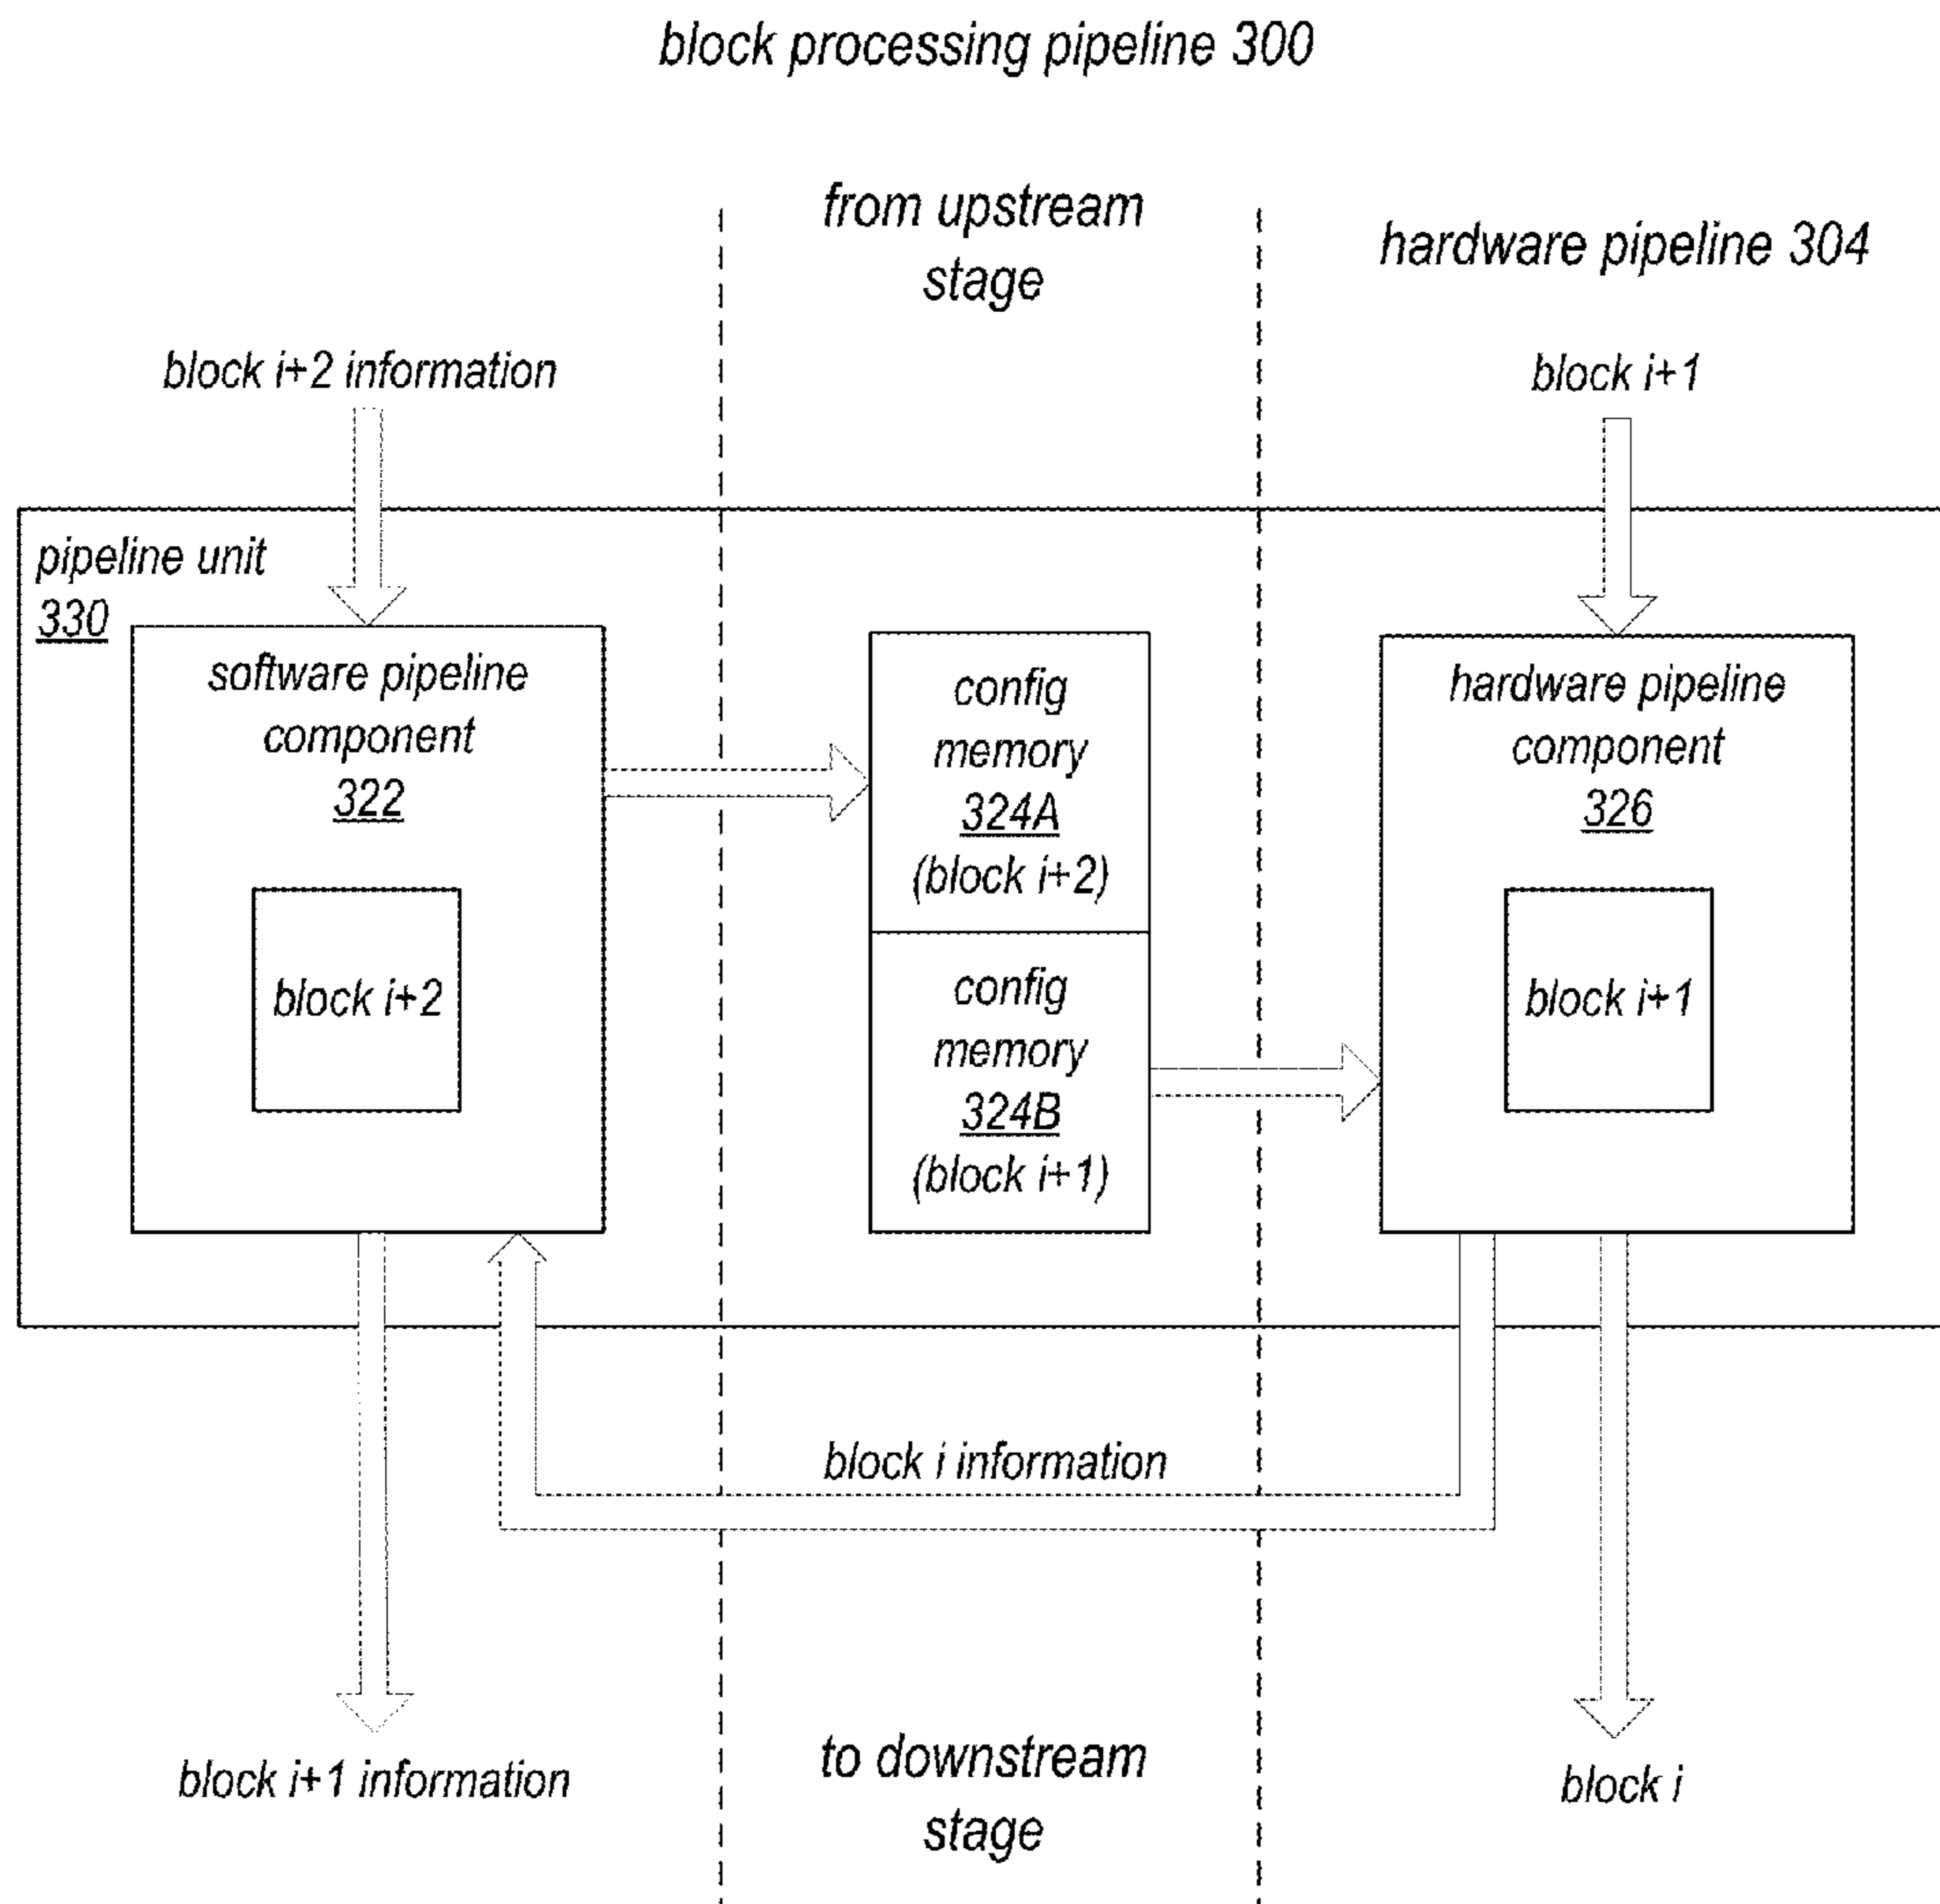 block processing pipeline 300
from upstream
stage
hardware pipeline 304
block i+2 information
block i+1
pipeline unit
330
software pipeline
component
322
block i+2
config
memory
324A
(block i+2)
config
memory
324B
(block i+1)
hardware pipeline
component
326
block i+1
block i information
block i+1 information
to downstream
stage
block i